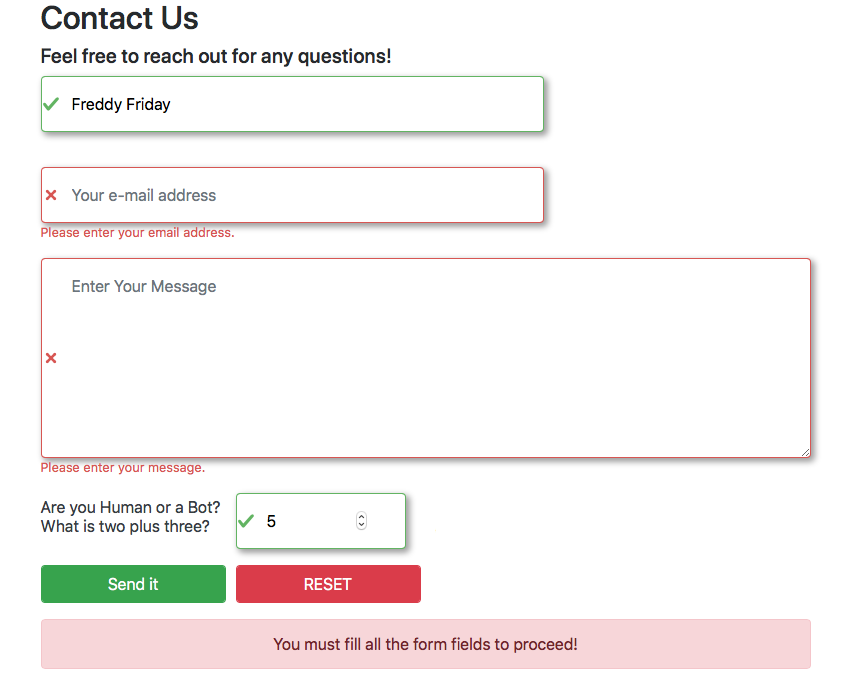 Contact Us
Feel free to reach out for any questions!
Freddy Friday
Your e-mail address
Please enter your email address.
Enter Your Message
Please enter your message.
Are you Human or a Bot?
What is two plus three?
5
Send it
RESET
You must fill all the form fields to proceed!